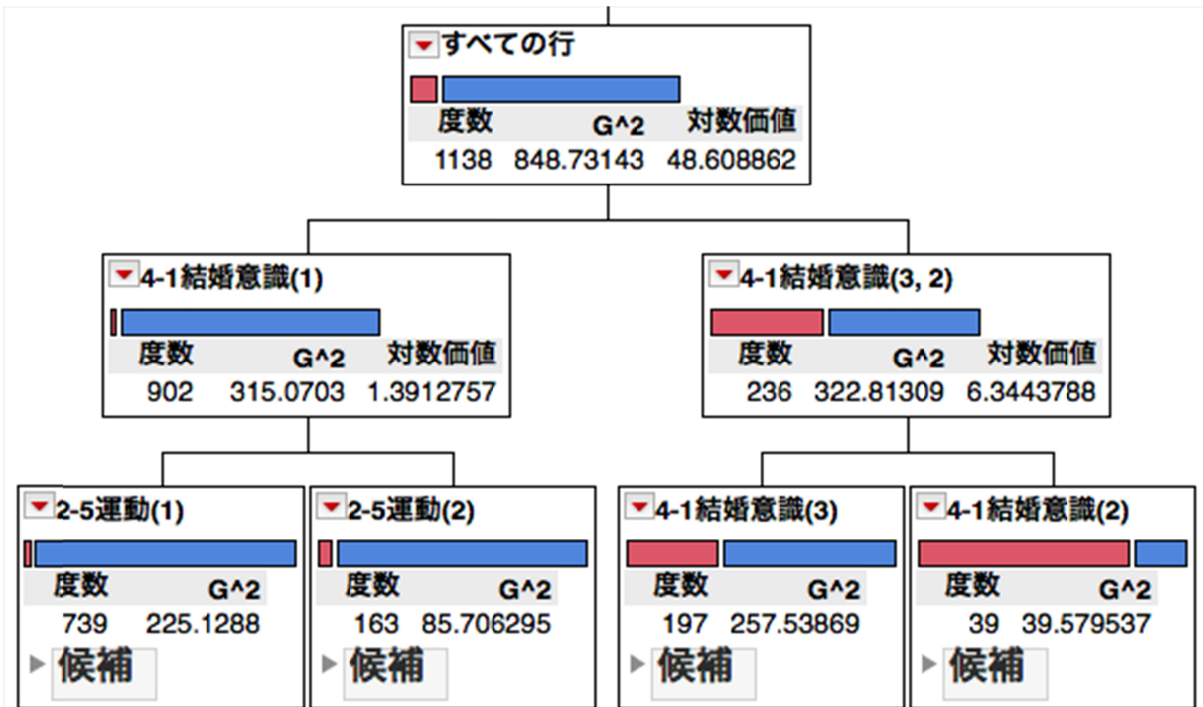 すべての行
度数 G^2 対数価値
1138 848.73143 48.608862
4-1結婚意識(1)
度数 G^2 対数価値
902 315.0703 1.3912757
4-1結婚意識(3, 2)
度数 G^2 対数価値
236 322.81309 6.3443788
2-5運動(1)
度数 G^2
739 225.1288
候補
2-5運動(2)
度数 G^2
163 85.706295
候補
4-1結婚意識(3)
度数 G^2
197 257.53869
候補
4-1結婚意識(2)
度数 G^2
39 39.579537
候補